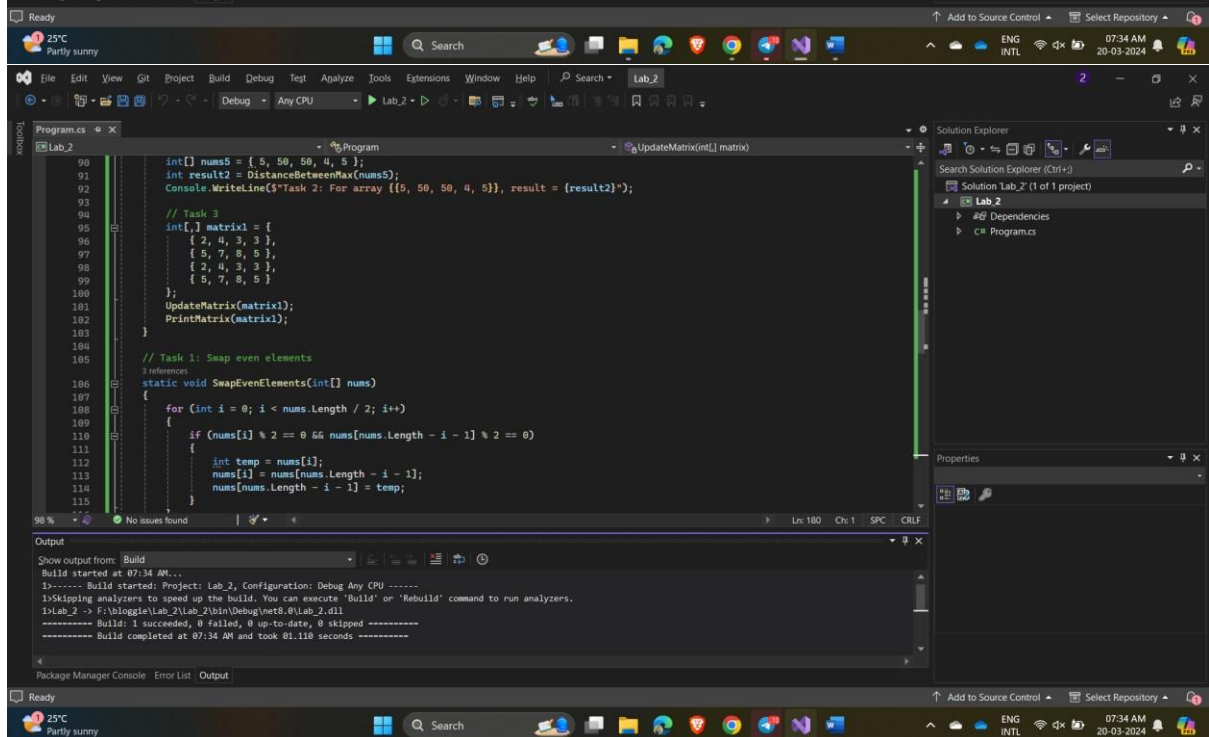 Ready
Add to Source Control
Select Repository
25°C
Partly sunny
Search
ENG
INTL
07:34 AM
20-03-2024
File Edit View Git Project Build Debug Test Analyze Tools Extensions Window Help Search Lab_2
Debug Any CPU Lab_2
Toolbox
Program.cs
Lab_2 Program UpdateMatrix(int[,] matrix)
90 int[] nums5 = { 5, 50, 50, 4, 5 };
91 int result2 = DistanceBetweenMax(nums5);
92 Console.WriteLine($"Task 2: For array {{5, 50, 50, 4, 5}}, result = {result2}");
93
94 // Task 3
95 int[,] matrix1 = {
96 { 2, 4, 3, 3 },
97 { 5, 7, 8, 5 },
98 { 2, 4, 3, 3 },
99 { 5, 7, 8, 5 }
100 };
101 UpdateMatrix(matrix1);
102 PrintMatrix(matrix1);
103 }
104
105 // Task 1: Swap even elements
3 references
106 static void SwapEvenElements(int[] nums)
107 {
108 for (int i = 0; i < nums.Length / 2; i++)
109 {
110 if (nums[i] % 2 == 0 && nums[nums.Length - i - 1] % 2 == 0)
111 {
112 int temp = nums[i];
113 nums[i] = nums[nums.Length - i - 1];
114 nums[nums.Length - i - 1] = temp;
115 }
98 % No issues found Ln: 180 Ch: 1 SPC CRLF
Solution Explorer
Search Solution Explorer (Ctrl+;)
Solution 'Lab_2' (1 of 1 project)
Lab_2
Dependencies
C# Program.cs
Properties
Output
Show output from: Build
Build started at 07:34 AM...
1>------ Build started: Project: Lab_2, Configuration: Debug Any CPU ------
1>Skipping analyzers to speed up the build. You can execute 'Build' or 'Rebuild' command to run analyzers.
1>Lab_2 -> F:\bloggie\Lab_2\Lab_2\bin\Debug\net8.0\Lab_2.dll
========== Build: 1 succeeded, 0 failed, 0 up-to-date, 0 skipped ==========
========== Build completed at 07:34 AM and took 01.110 seconds ==========
Package Manager Console Error List Output
Ready
Add to Source Control
Select Repository
25°C
Partly sunny
Search
ENG
INTL
07:34 AM
20-03-2024